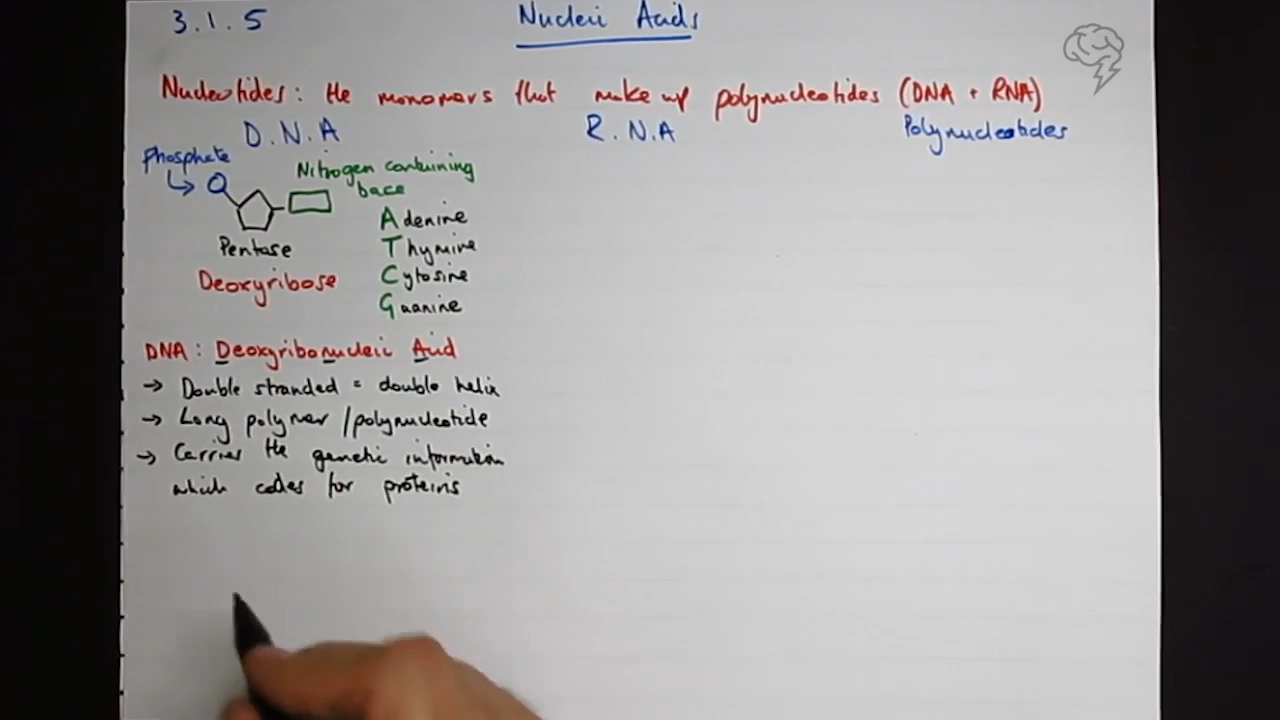 3.1.5
Nucleic Acids
Nucleotides: the monomers that make up polynucleotides (DNA + RNA)
D.N.A
R.N.A
Polynucleotides
Phosphate
Nitrogen containing
bace
Adenine
Thymine
Cytosine
Guanine
Pentose
Deoxyribose
DNA: Deoxyribonucleic Acid
→ Double stranded = double helix
→ Long polymer /polynucleotide
→ Carries the genetic information
which codes for proteins